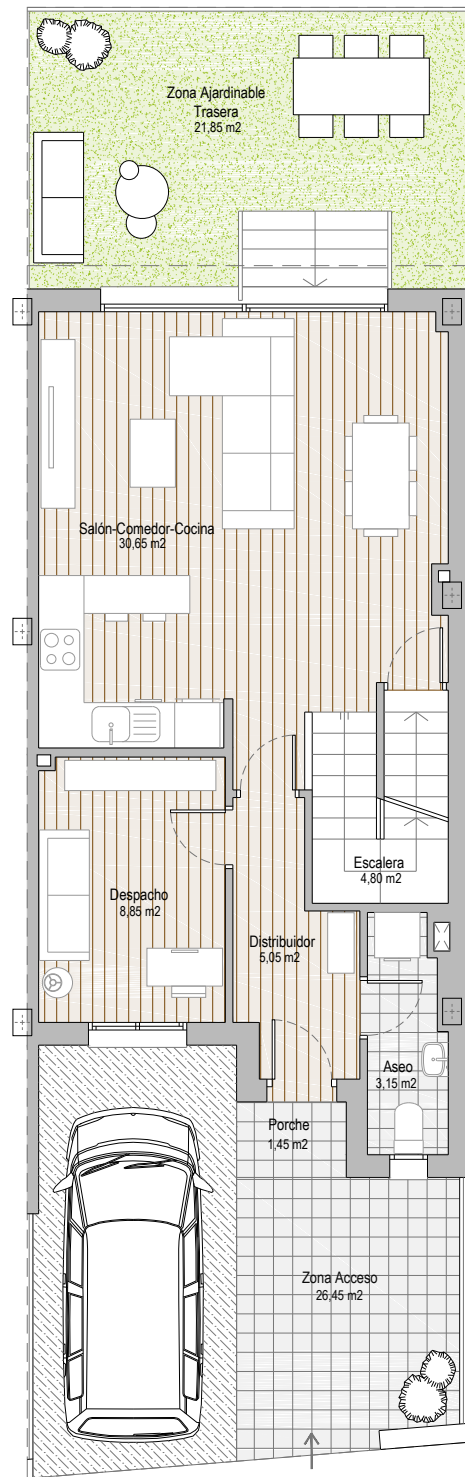 Zona Ajardinable
Trasera
21,85 m2
Salón-Comedor-Cocina
30,65 m2
Escalera
4,80 m2
Despacho
8,85 m2
Distribuidor
5,05 m2
Aseo
3,15 m2
Porche
1,45 m2
Zona Acceso
26,45 m2